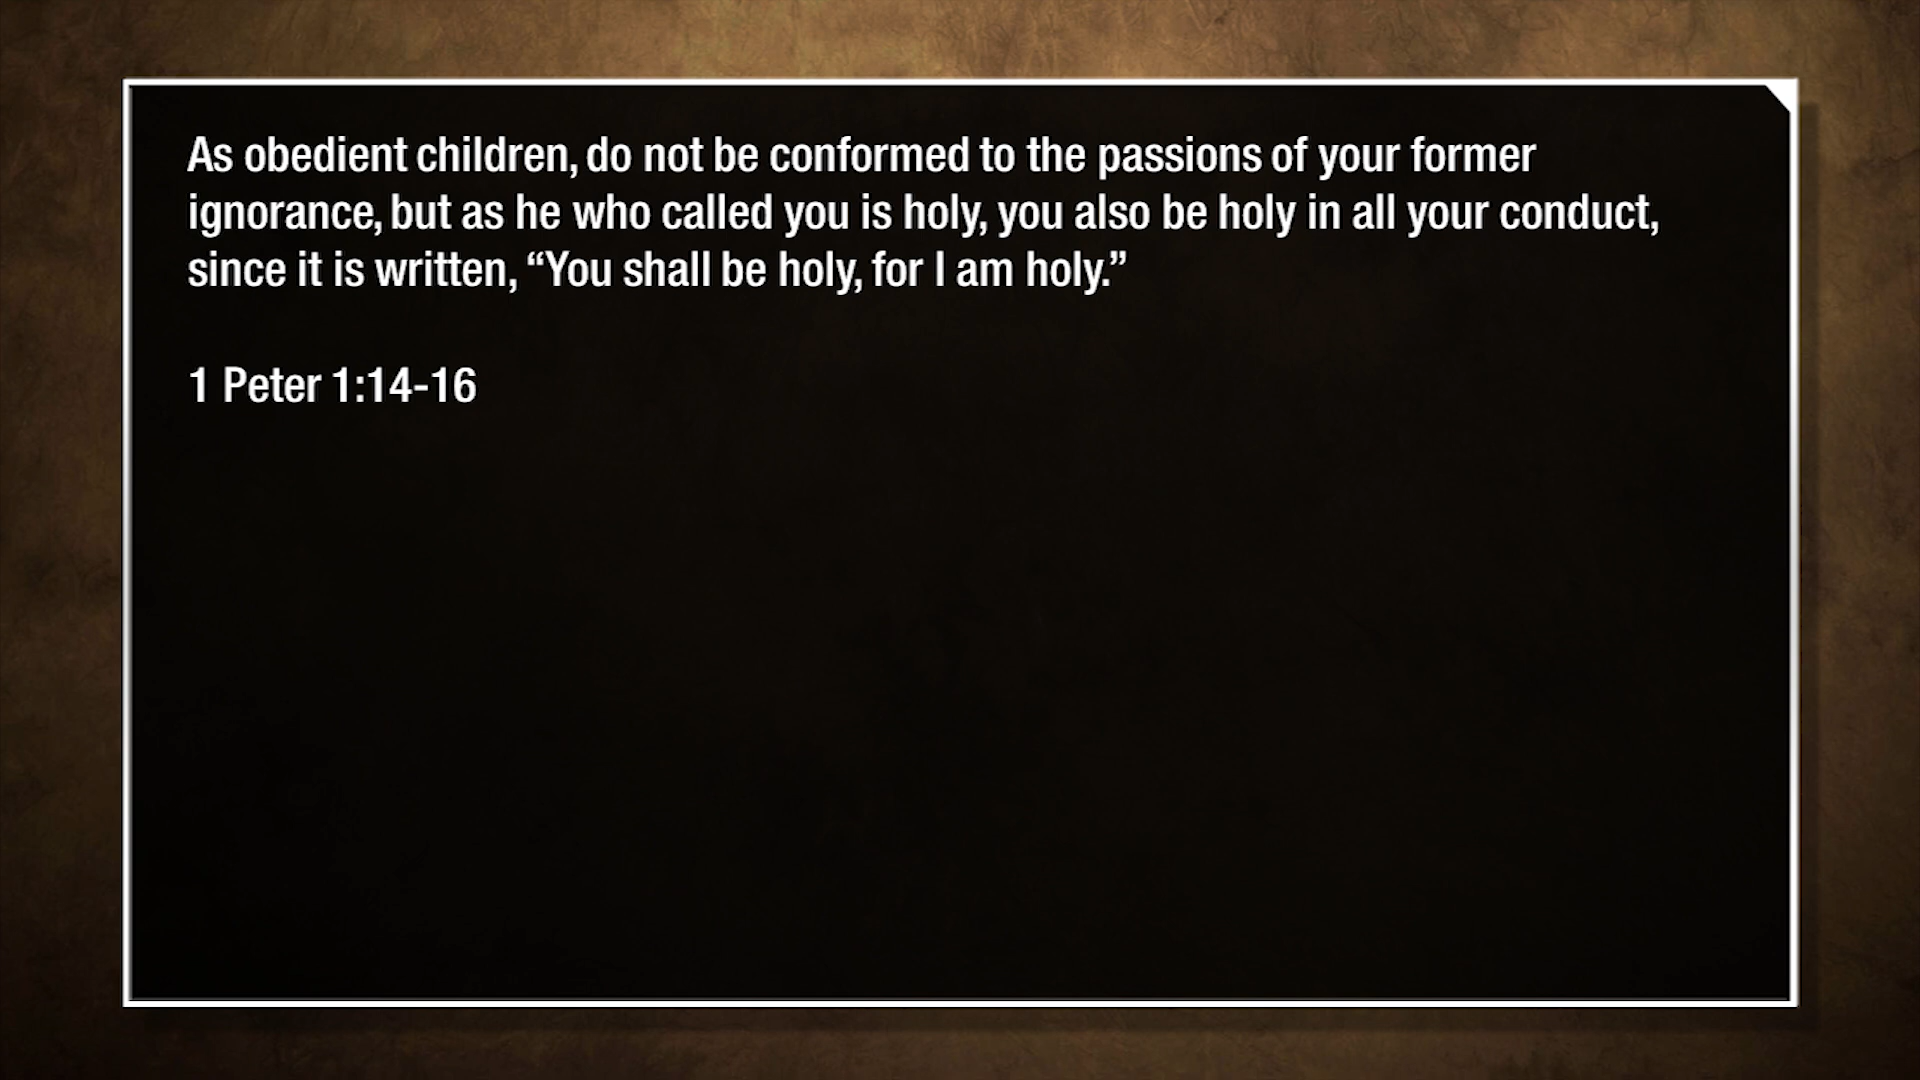 As obedient children, do not be conformed to the passions of your former
ignorance, but as he who called you is holy, you also be holy in all your conduct,
since it is written, “You shall be holy, for I am holy.”
1 Peter 1:14-16